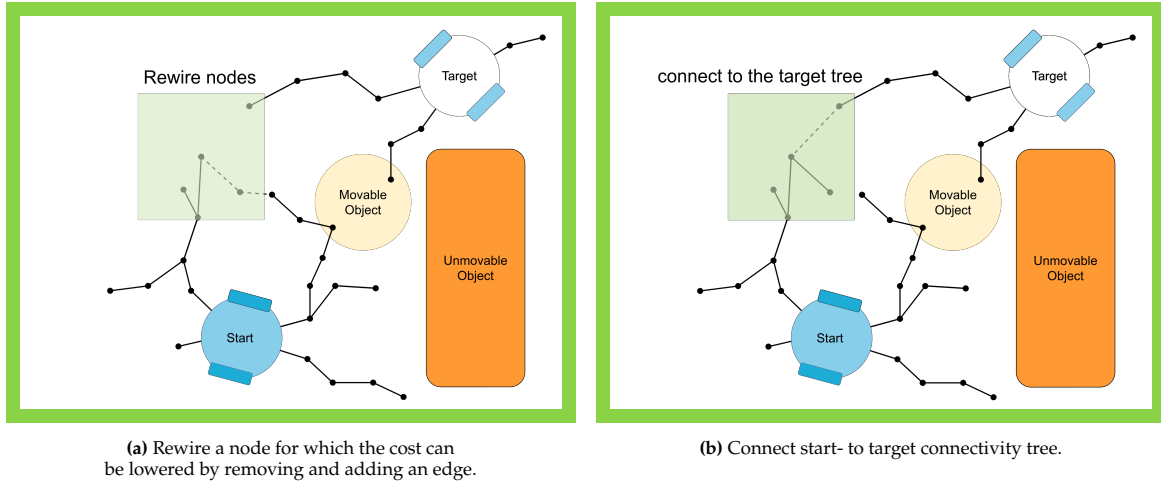 Rewire nodes
Target
Movable
Object
Unmovable
Object
Start
(a) Rewire a node for which the cost can
be lowered by removing and adding an edge.
connect to the target tree
Target
Movable
Object
Unmovable
Object
Start
(b) Connect start- to target connectivity tree.